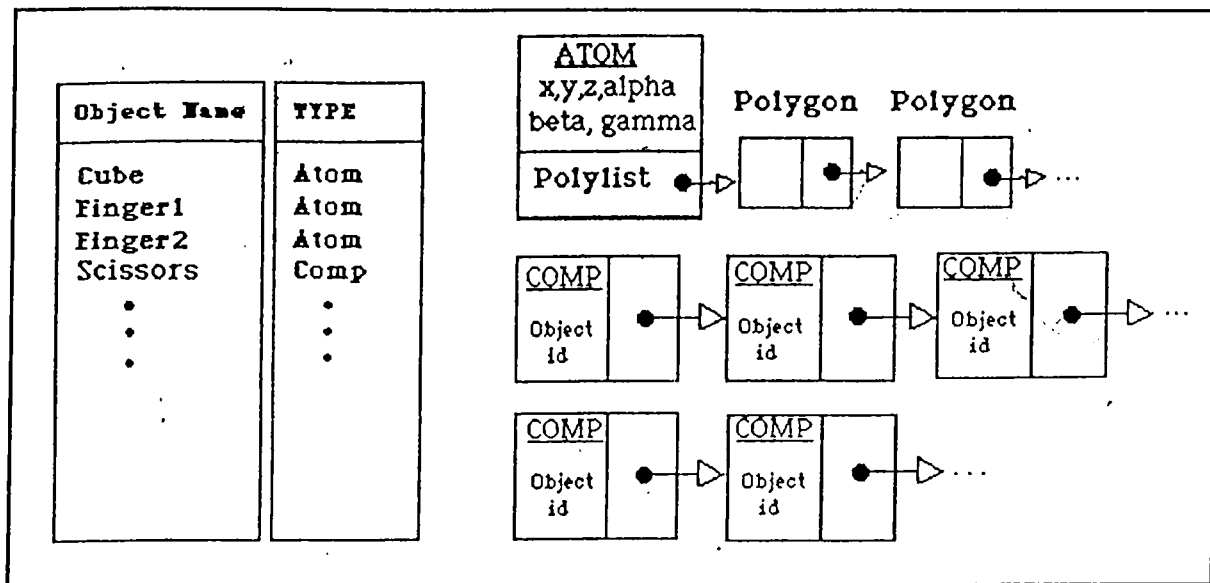 Object Name
TYPE
Cube
Atom
Finger1
Atom
Finger2
Atom
Scissors
Comp
ATOM
x,y,z,alpha
beta, gamma
Polylist
Polygon
Polygon
...
COMP
Object
id
COMP
Object
id
COMP
Object
id
...
COMP
Object
id
COMP
Object
id
...